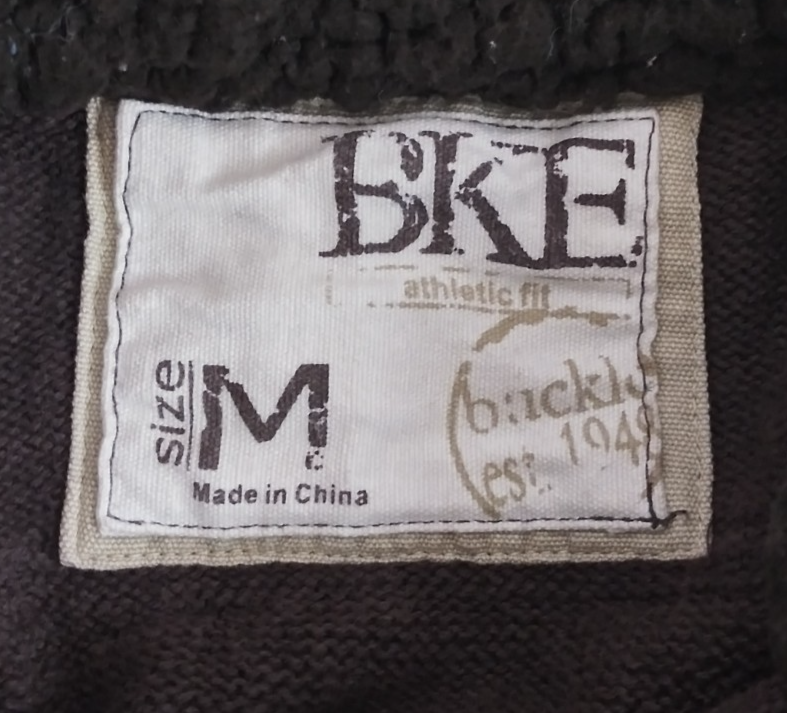 BKE
athletic fit
buckle
est. 1948
size M
Made in China